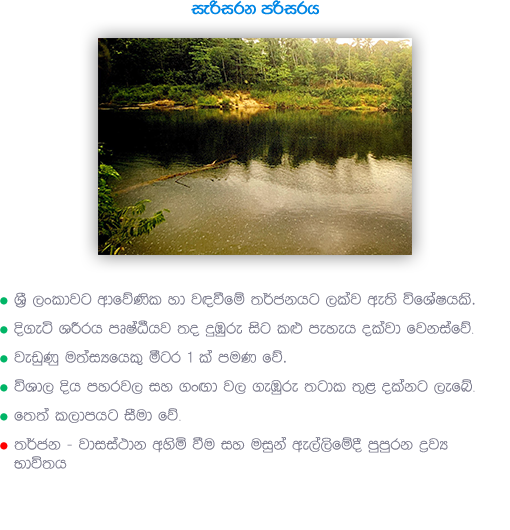 සැරිසරන පරිසරය
ශ්‍රී ලංකාවට ආවේණික හා වඳවීමේ තර්ජනයට ලක්ව ඇති විශේෂයකි.
දිගැටි ශරීරය පෘෂ්ඨීයව තද දුඹුරු සිට කළු පැහැය දක්වා වෙනස්වේ.
වැඩුණු මත්ස්‍යයෙකු මීටර 1 ක් පමණ වේ.
විශාල දිය පහරවල සහ ගංඟා වල ගැඹුරු තටාක තුළ දක්නට ලැබේ.
තෙත් කලාපයට සීමා වේ.
තර්ජන - වාසස්ථාන අහිමි වීම සහ මසුන් ඇල්ලිමේදී පුපුරන ද්‍රව්‍ය
භාවිතය